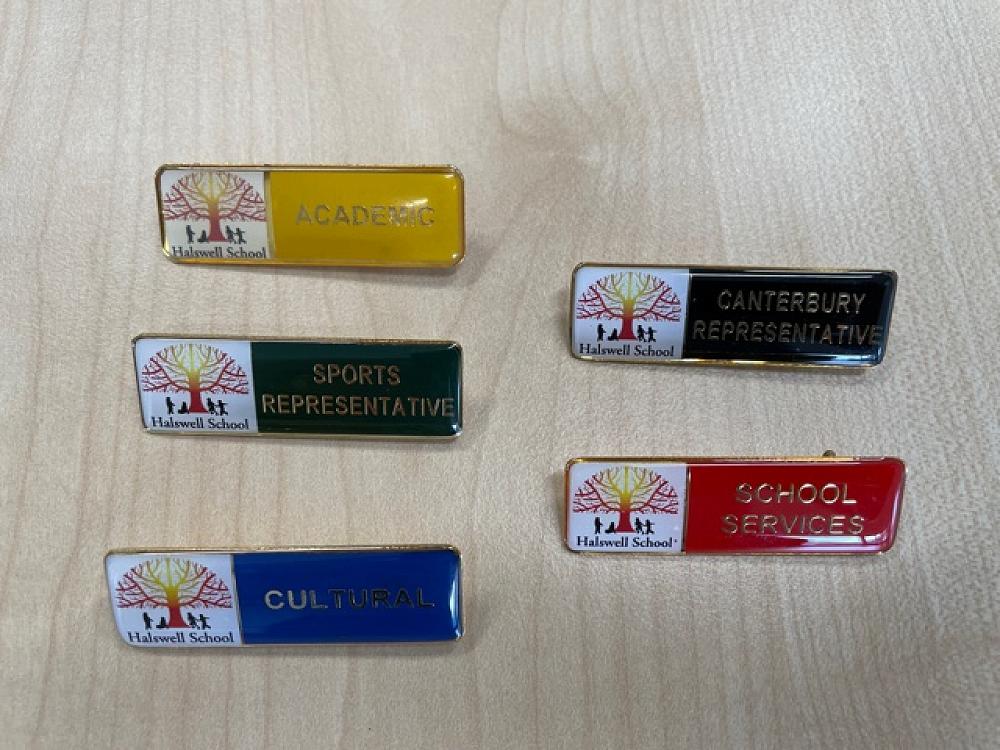 ACADEMIC
Halswell School
SPORTS
REPRESENTATIVE
Halswell School
CULTURAL
Halswell School
CANTERBURY
REPRESENTATIVE
Halswell School
SCHOOL
SERVICES
Halswell School